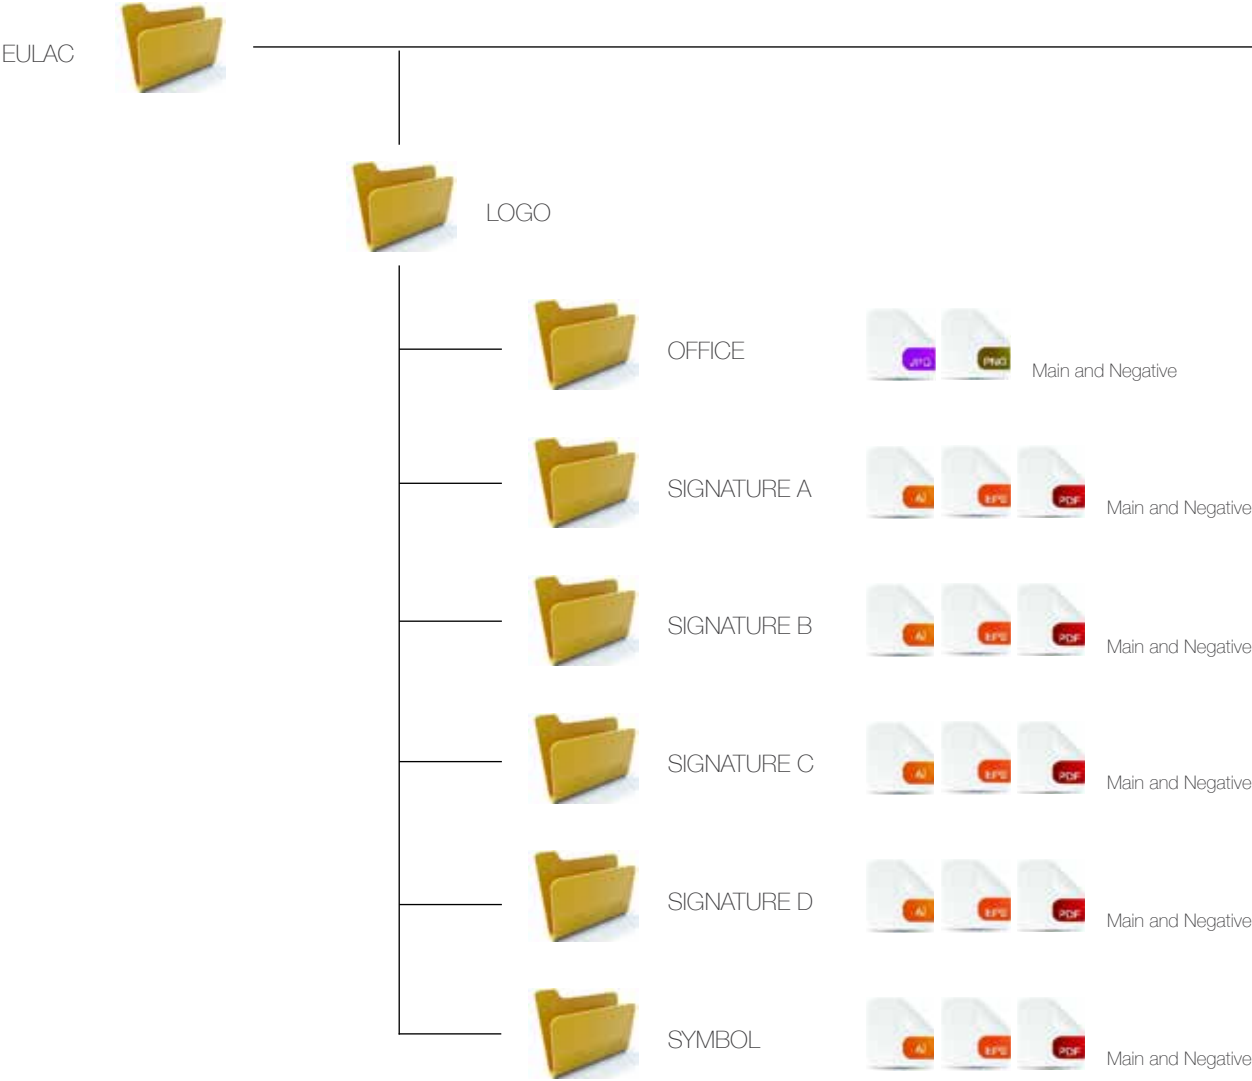 EULAC
LOGO
OFFICE
JPG PNG
Main and Negative
SIGNATURE A
AI EPS PDF
Main and Negative
SIGNATURE B
AI EPS PDF
Main and Negative
SIGNATURE C
AI EPS PDF
Main and Negative
SIGNATURE D
AI EPS PDF
Main and Negative
SYMBOL
AI EPS PDF
Main and Negative